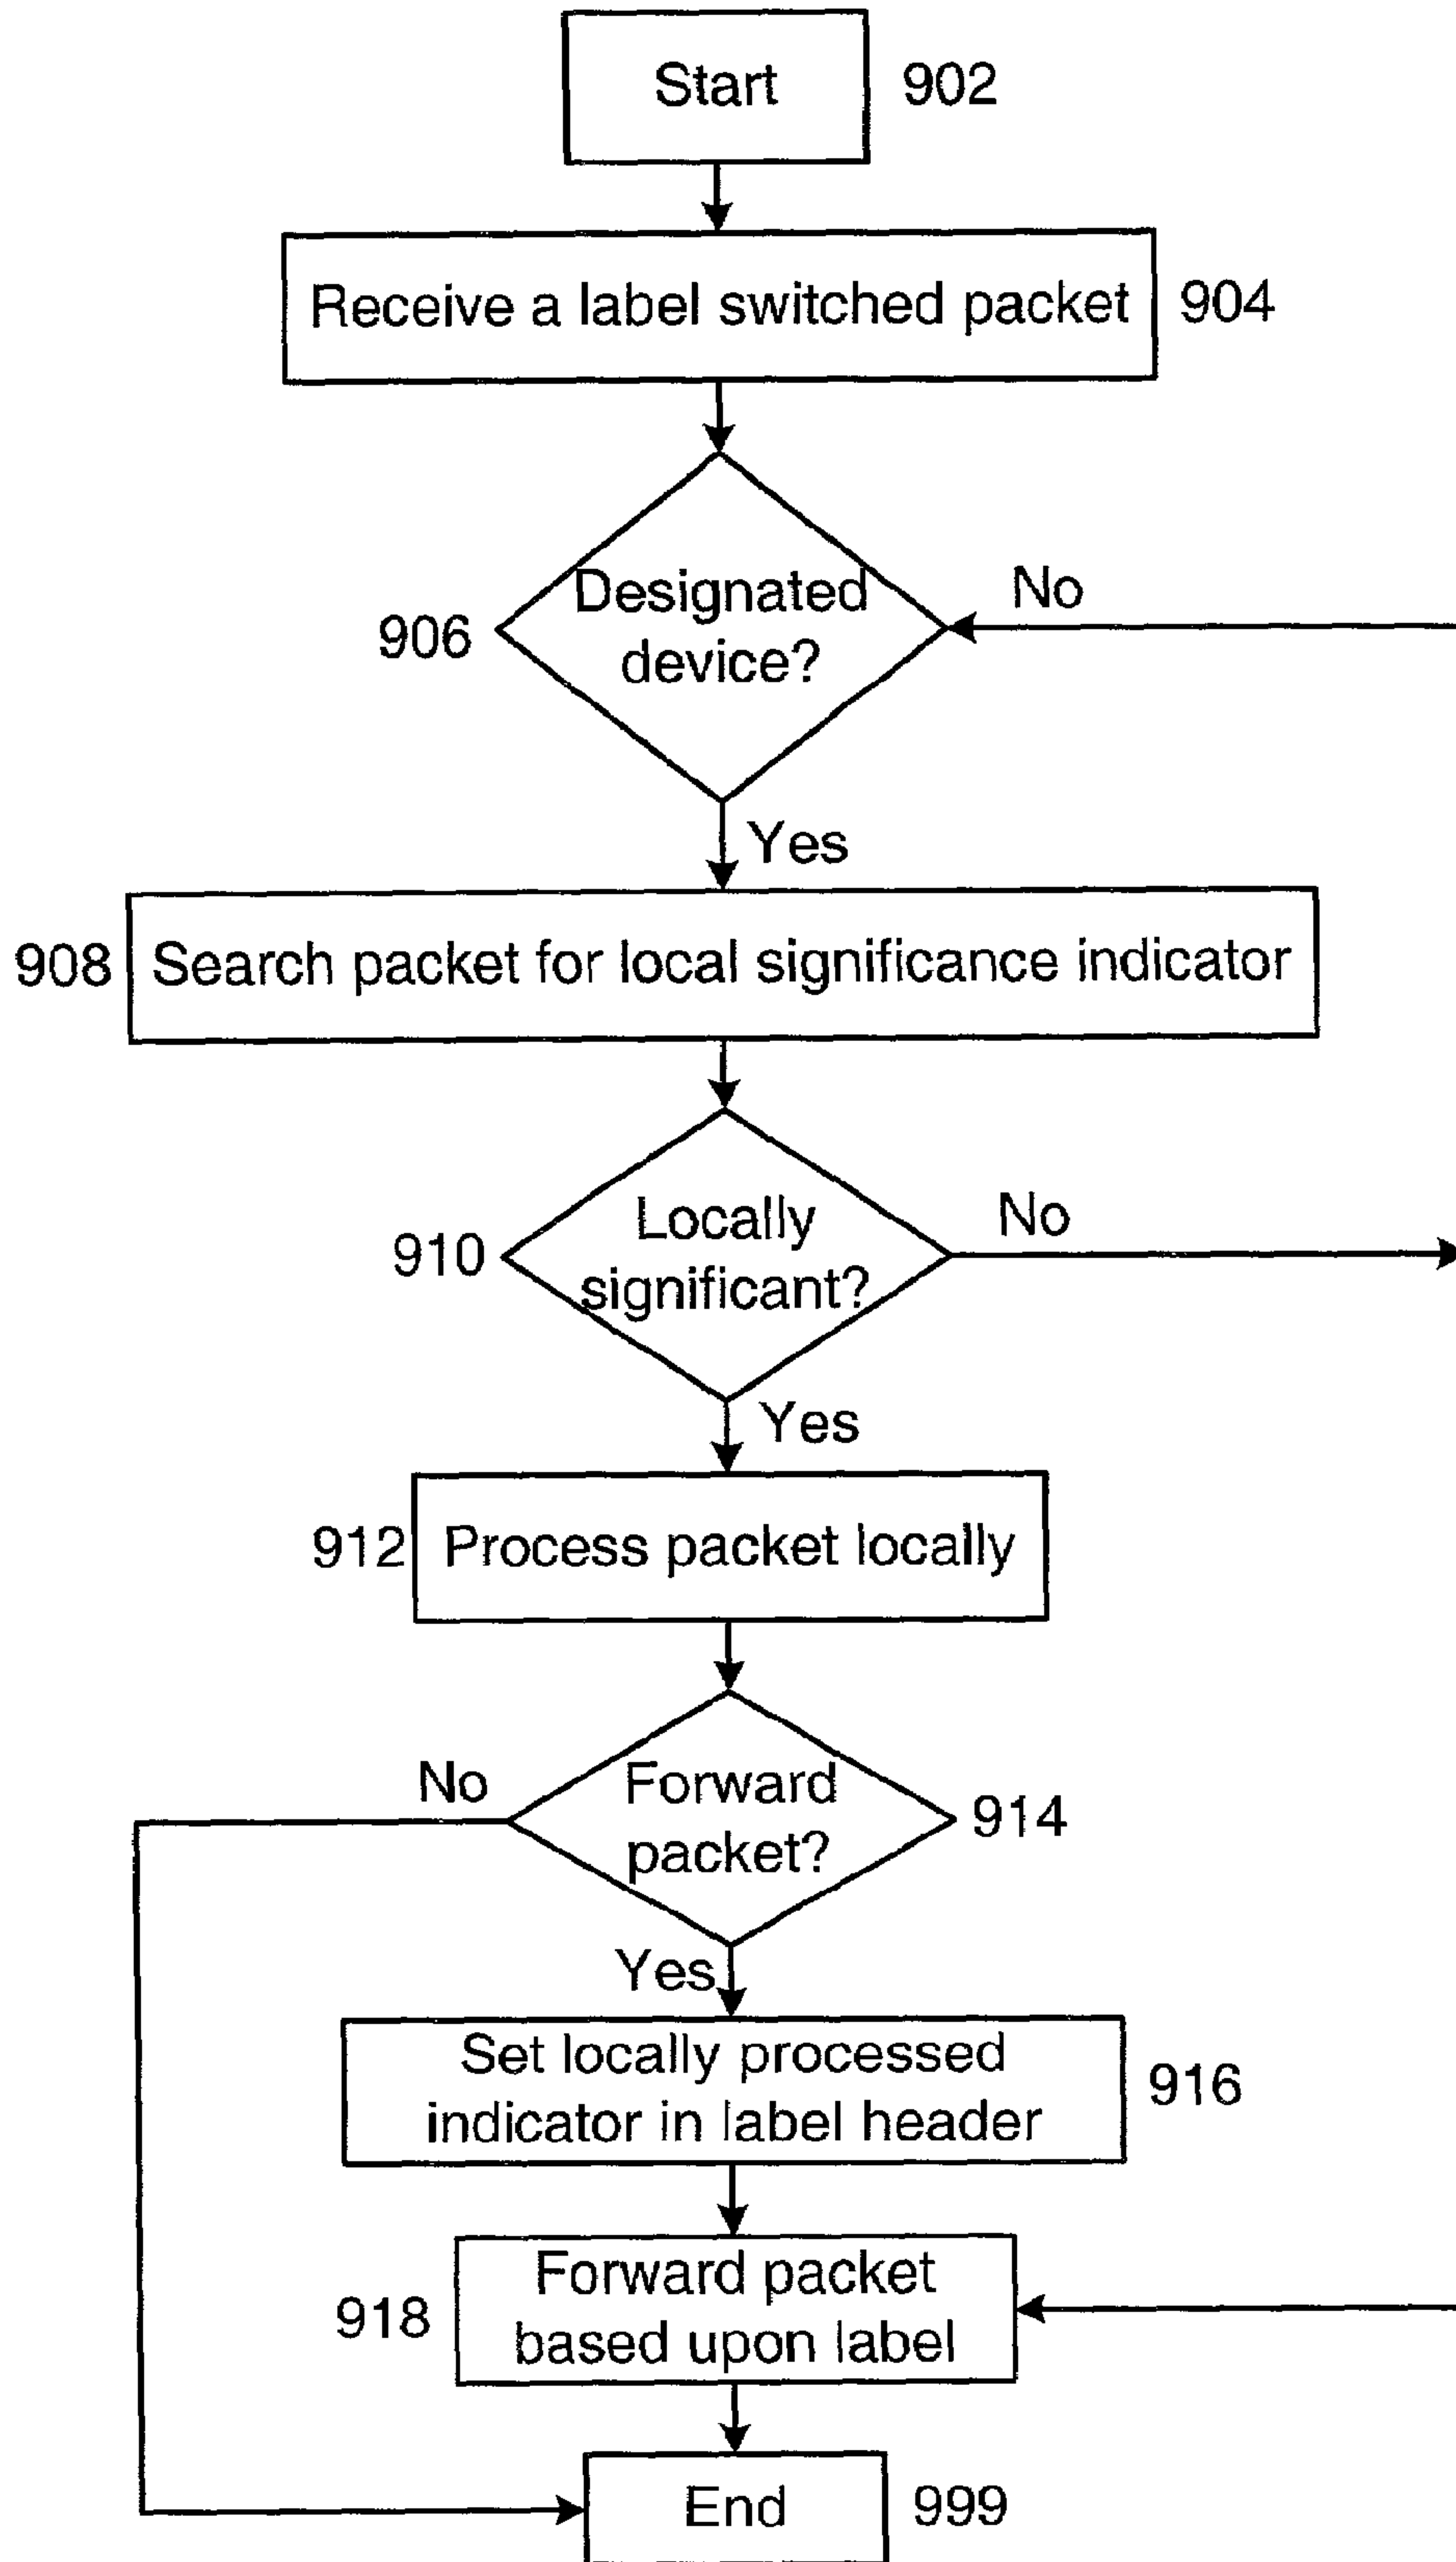 Start
902
Receive a label switched packet
904
Designated
device?
906
No
Yes
908
Search packet for local significance indicator
Locally
significant?
910
No
Yes
912
Process packet locally
No
Forward
packet?
914
Yes
Set locally processed
indicator in label header
916
Forward packet
based upon label
918
End
999